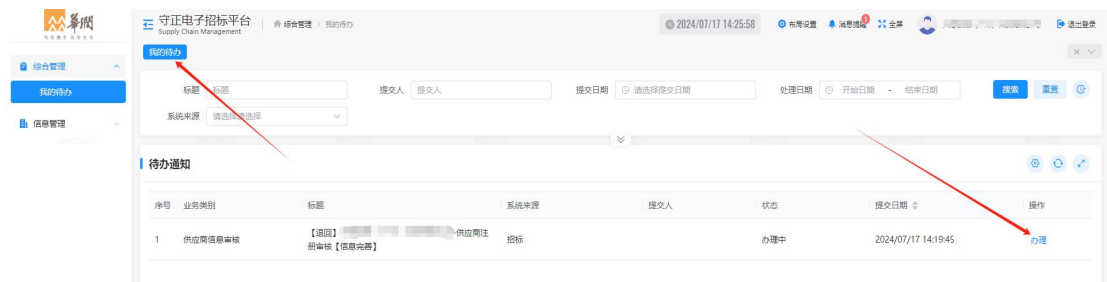 華潤
守正电子招标平台
Supply Chain Management
综合管理 > 我的待办
2024/07/17 14:25:58
布局设置
消息提醒
全屏
退出登录
综合管理
我的待办
信息管理
我的待办
标题 标题
提交人 提交人
提交日期 请选择提交日期
处理日期 开始日期 - 结束日期
搜索 重置
系统来源 请选择请选择
待办通知
序号 业务类别 标题 系统来源 提交人 状态 提交日期 操作
1 供应商信息审核 【退回】 -供应商注 招标 办理中 2024/07/17 14:19:45 办理
册审核【信息完善】